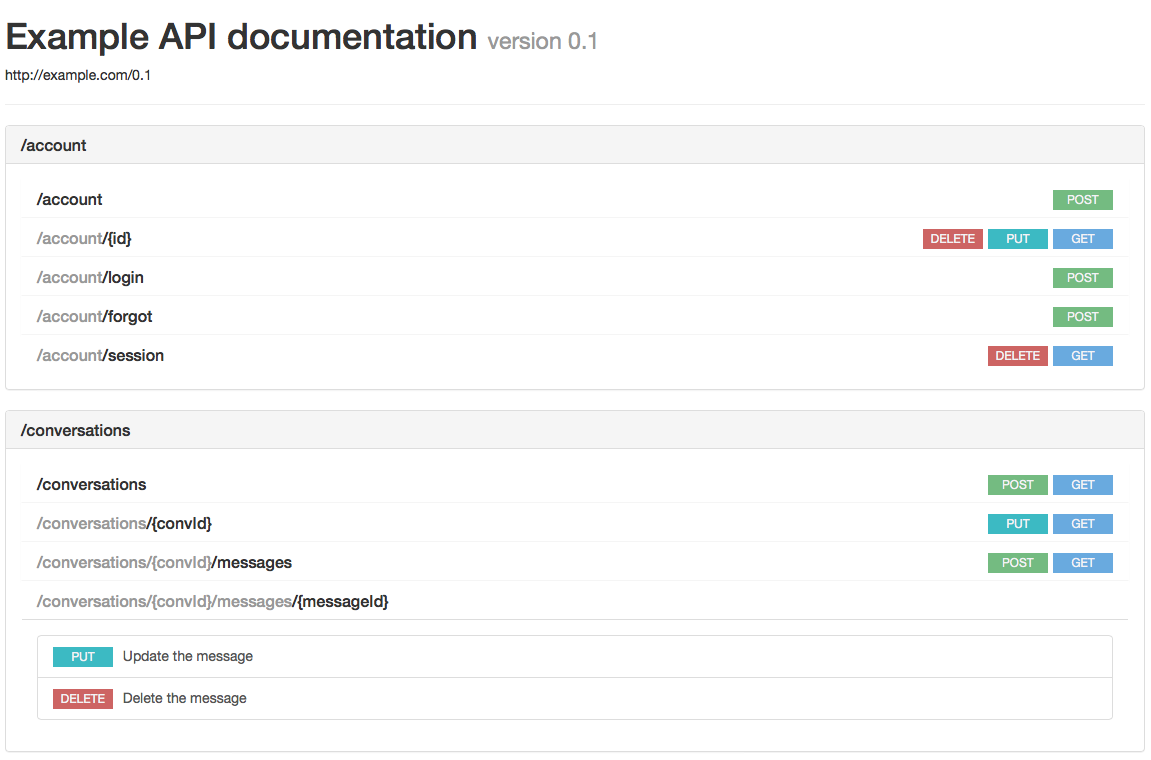 Example API documentation version 0.1
http://example.com/0.1
/account
/account POST
/account/{id} DELETE PUT GET
/account/login POST
/account/forgot POST
/account/session DELETE GET
/conversations
/conversations POST GET
/conversations/{convId} PUT GET
/conversations/{convId}/messages POST GET
/conversations/{convId}/messages/{messageId}
PUT Update the message
DELETE Delete the message